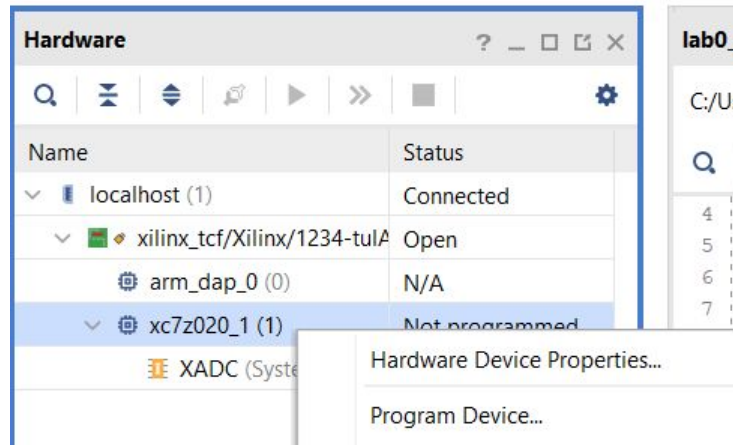 Hardware
lab0_
C:/U
Name Status
localhost (1) Connected
xilinx_tcf/Xilinx/1234-tulA Open
4
5
arm_dap_0 (0) N/A
6
7
xc7z020_1 (1) Not programmed
XADC (Syste
Hardware Device Properties...
Program Device...